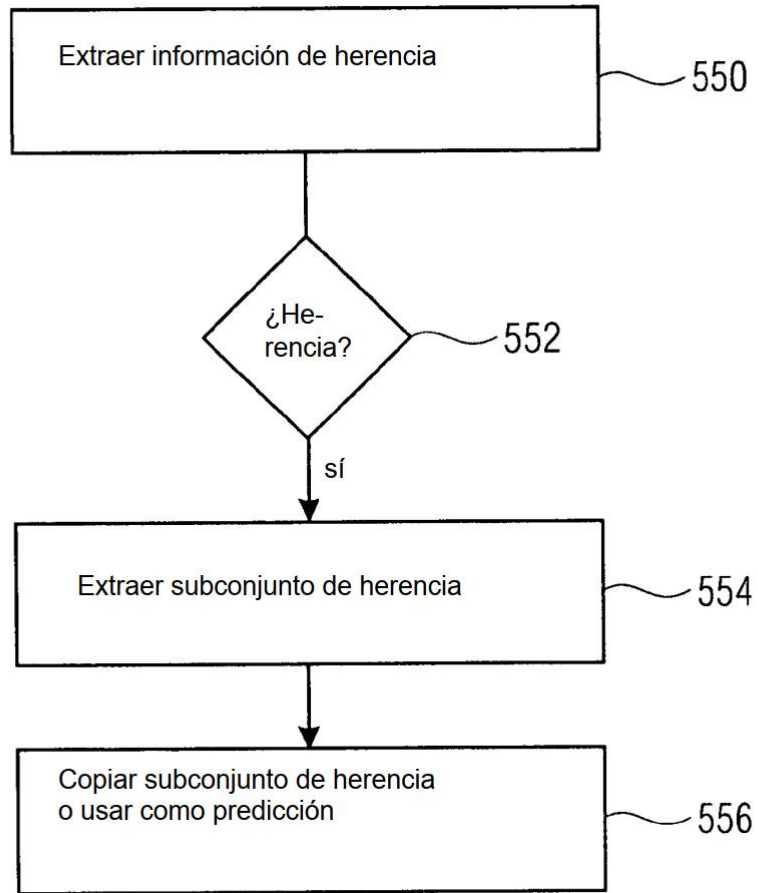 Extraer información de herencia
550
¿He-
rencia?
552
sí
Extraer subconjunto de herencia
554
Copiar subconjunto de herencia
o usar como predicción
556